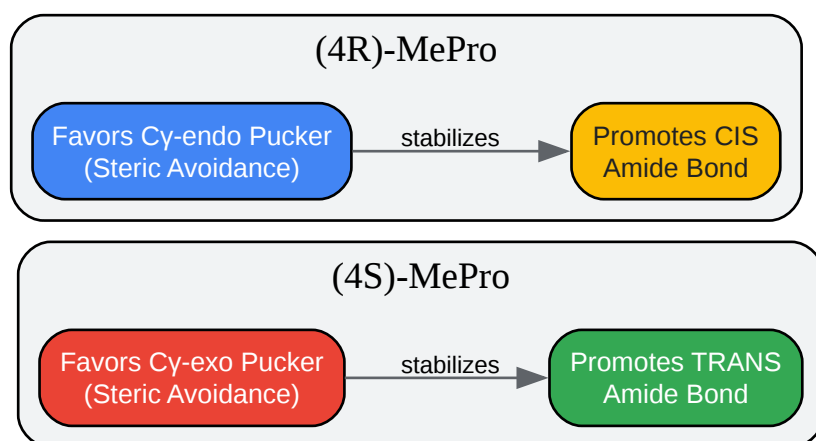 (4R)-MePro
Favors Cγ-endo Pucker
(Steric Avoidance)
stabilizes
Promotes CIS
Amide Bond
(4S)-MePro
Favors Cγ-exo Pucker
(Steric Avoidance)
stabilizes
Promotes TRANS
Amide Bond